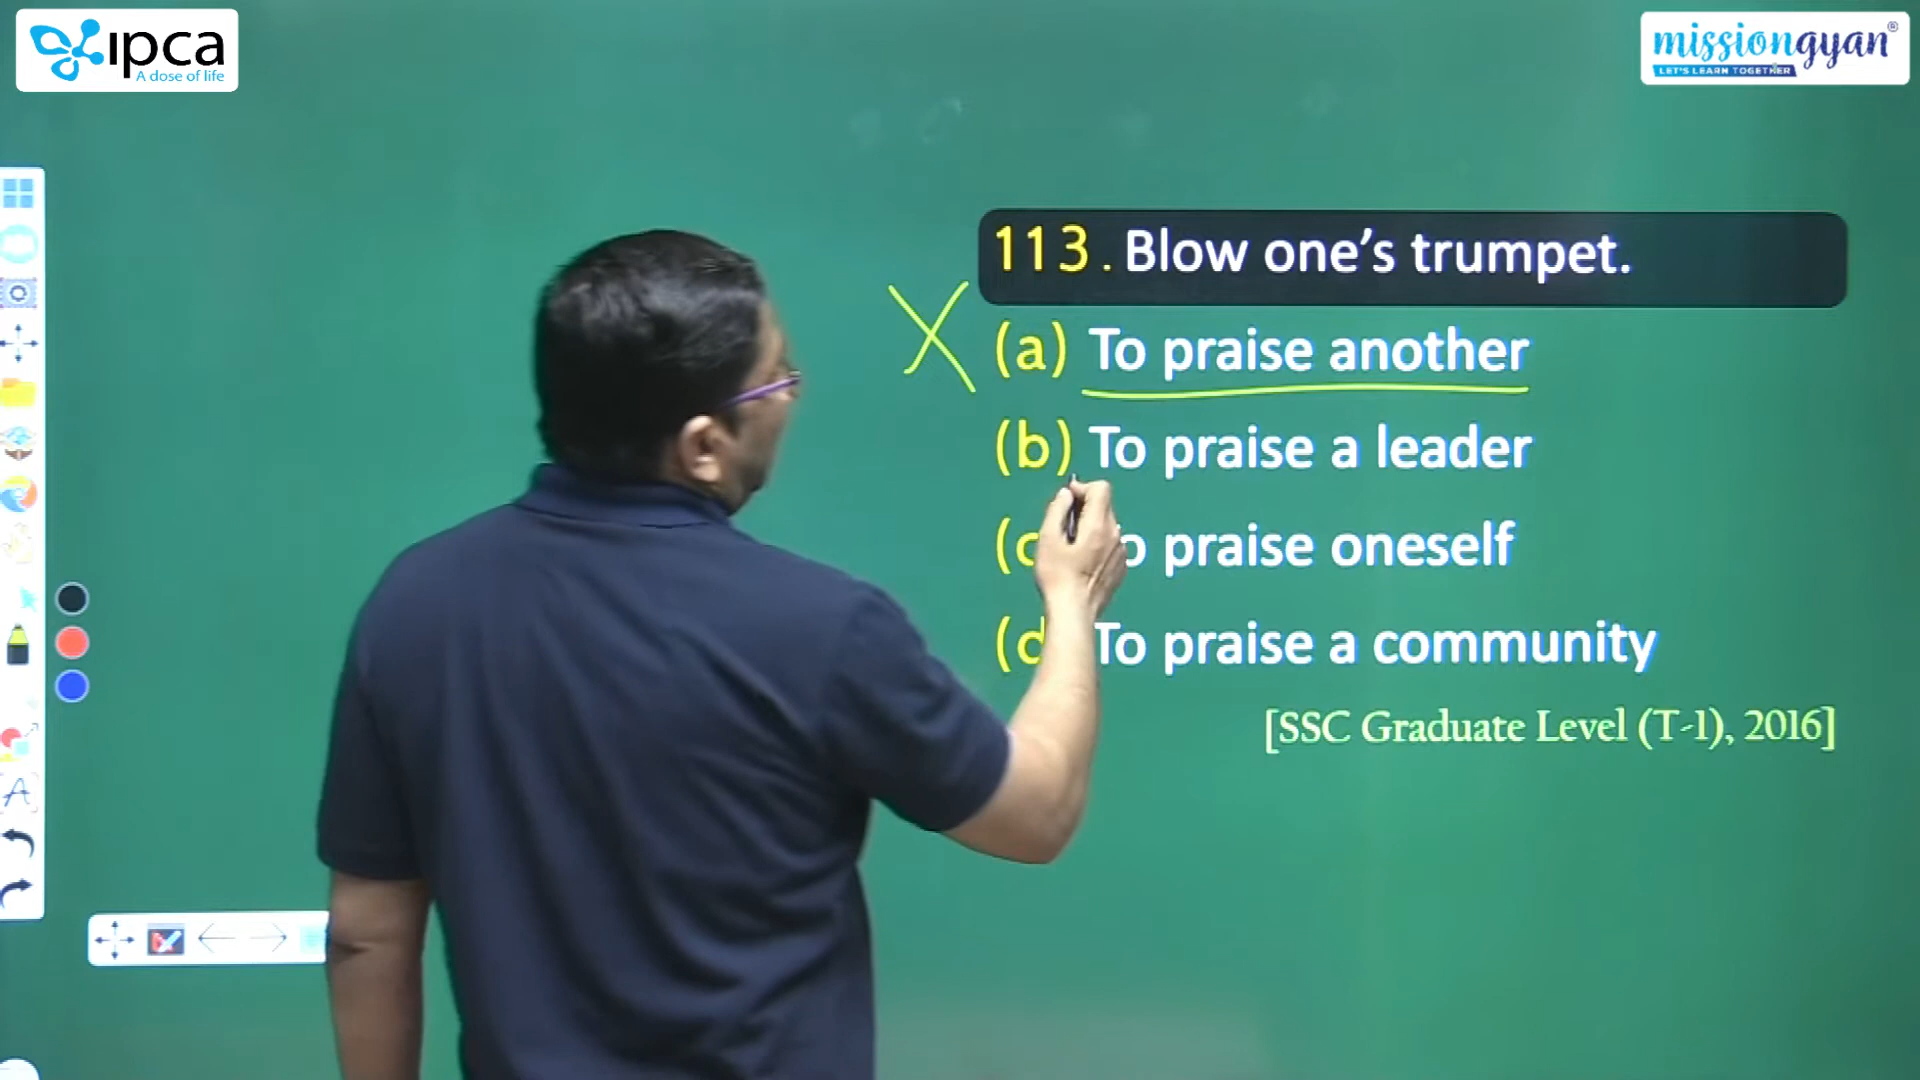 ipca
A dose of life
missiongyan®
LET'S LEARN TOGETHER
113. Blow one's trumpet.
(a) To praise another
(b) To praise a leader
(c To praise oneself
(d To praise a community
[SSC Graduate Level (T-1), 2016]